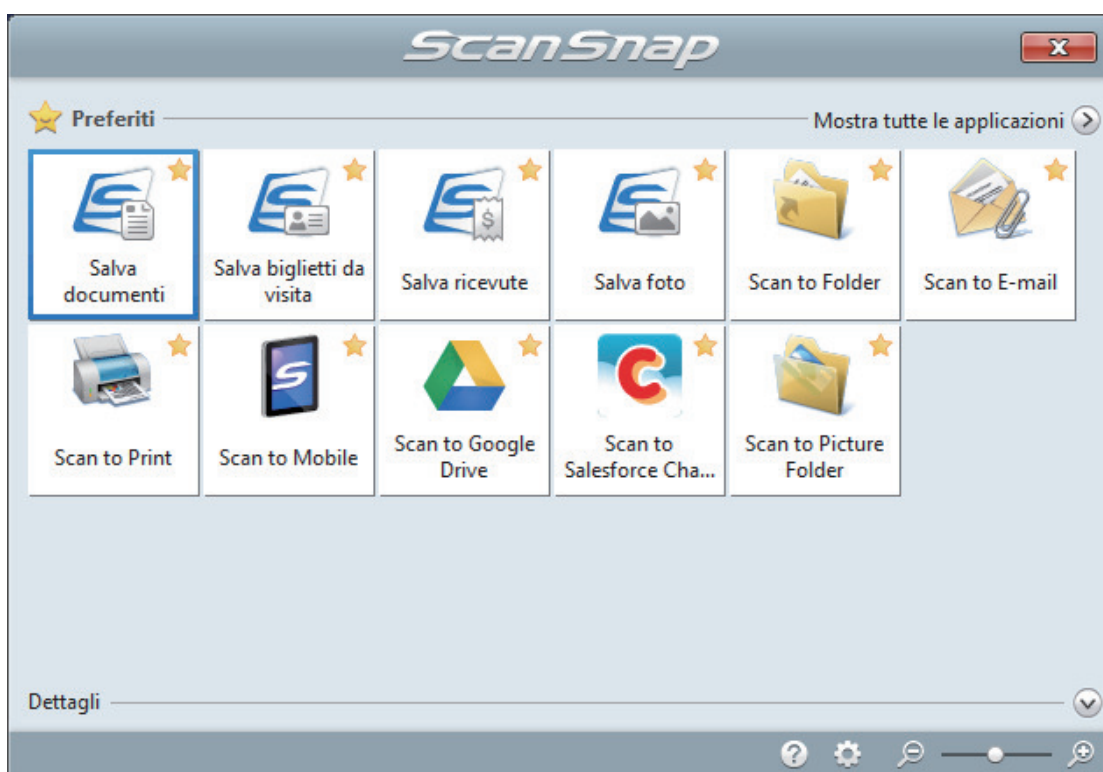 ScanSnap
Preferiti
Mostra tutte le applicazioni
Salva
documenti
Salva biglietti da
visita
Salva ricevute
Salva foto
Scan to Folder
Scan to E-mail
Scan to Print
Scan to Mobile
Scan to Google
Drive
Scan to
Salesforce Cha...
Scan to Picture
Folder
Dettagli